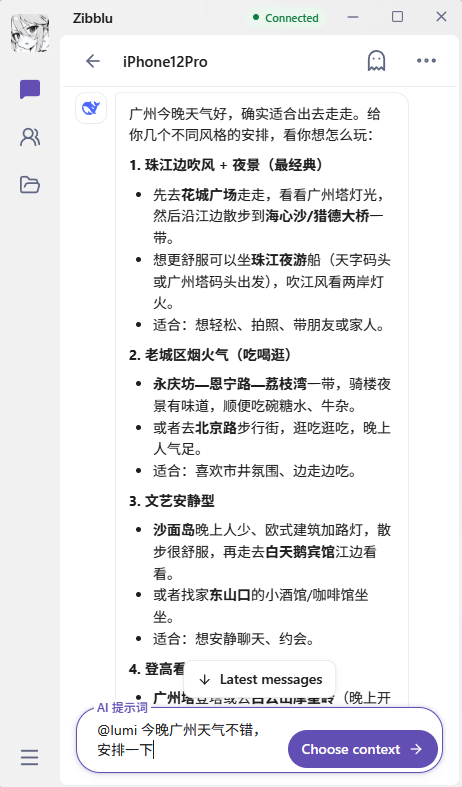 Zibblu
Connected
iPhone12Pro
广州今晚天气好，确实适合出去走走。给
你几个不同风格的安排，看你想怎么玩：
1. 珠江边吹风 + 夜景（最经典）
先去花城广场走走，看看广州塔灯光，
然后沿江边散步到海心沙/猎德大桥一
带。
想更舒服可以坐珠江夜游船（天字码头
或广州塔码头出发），吹江风看两岸灯
火。
适合：想轻松、拍照、带朋友或家人。
2. 老城区烟火气（吃喝逛）
永庆坊—恩宁路—荔枝湾一带，骑楼夜
景有味道，顺便吃碗糖水、牛杂。
或者去北京路步行街，逛吃逛吃，晚上
人气足。
适合：喜欢市井氛围、边走边吃。
3. 文艺安静型
沙面岛晚上人少、欧式建筑加路灯，散
步很舒服，再走去白天鹅宾馆江边看
看。
或者找家东山口的小酒馆/咖啡馆坐
坐。
适合：想安静聊天、约会。
4. 登高看
Latest messages
广州塔登塔或去白云山摩星岭（晚上开
AI 提示词
@lumi 今晚广州天气不错，
安排一下
Choose context